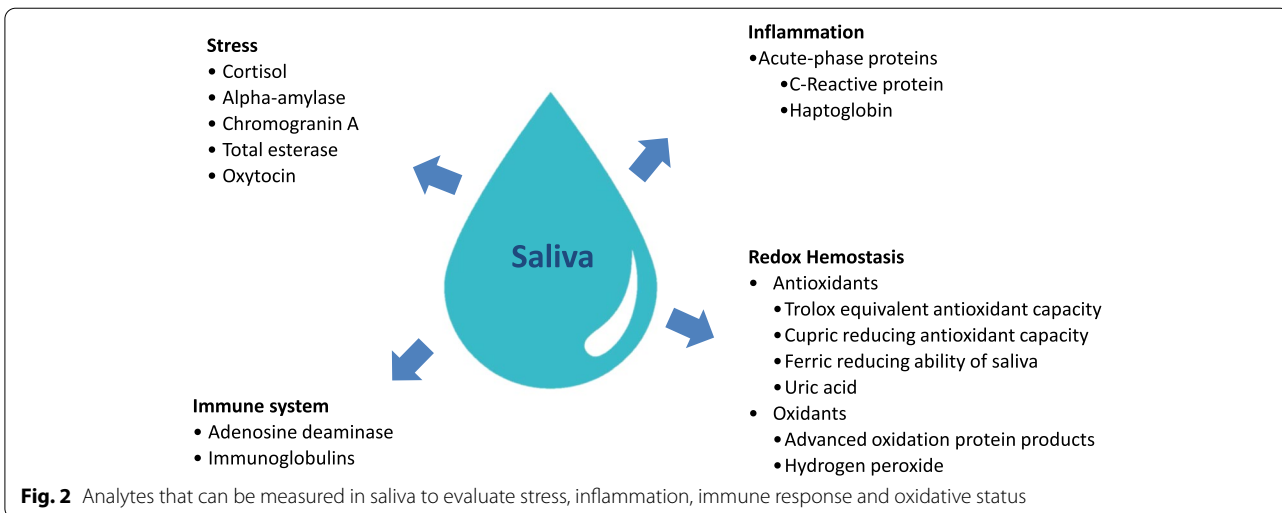 Stress
• Cortisol
• Alpha-amylase
• Chromogranin A
• Total esterase
• Oxytocin
Inflammation
•Acute-phase proteins
•C-Reactive protein
•Haptoglobin
Saliva
Immune system
• Adenosine deaminase
• Immunoglobulins
Redox Hemostasis
• Antioxidants
•Trolox equivalent antioxidant capacity
•Cupric reducing antioxidant capacity
•Ferric reducing ability of saliva
•Uric acid
• Oxidants
•Advanced oxidation protein products
•Hydrogen peroxide
Fig. 2 Analytes that can be measured in saliva to evaluate stress, inflammation, immune response and oxidative status